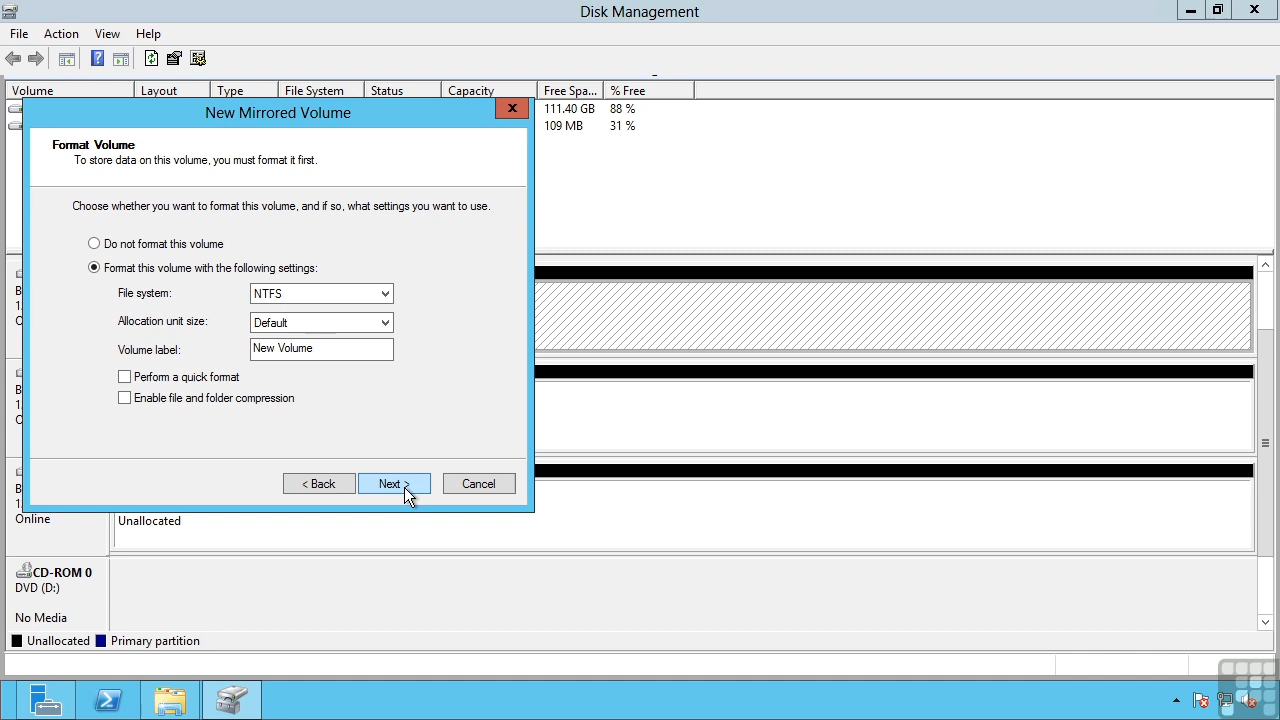 Disk Management
File Action View Help
Volume Layout Type File System Status Capacity Free Spa... % Free
111.40 GB 88 %
109 MB 31 %
New Mirrored Volume
Format Volume
To store data on this volume, you must format it first.
Choose whether you want to format this volume, and if so, what settings you want to use.
Do not format this volume
Format this volume with the following settings:
File system: NTFS
Allocation unit size: Default
Volume label: New Volume
Perform a quick format
Enable file and folder compression
< Back Next > Cancel
Online
Unallocated
CD-ROM 0
DVD (D:)
No Media
Unallocated Primary partition